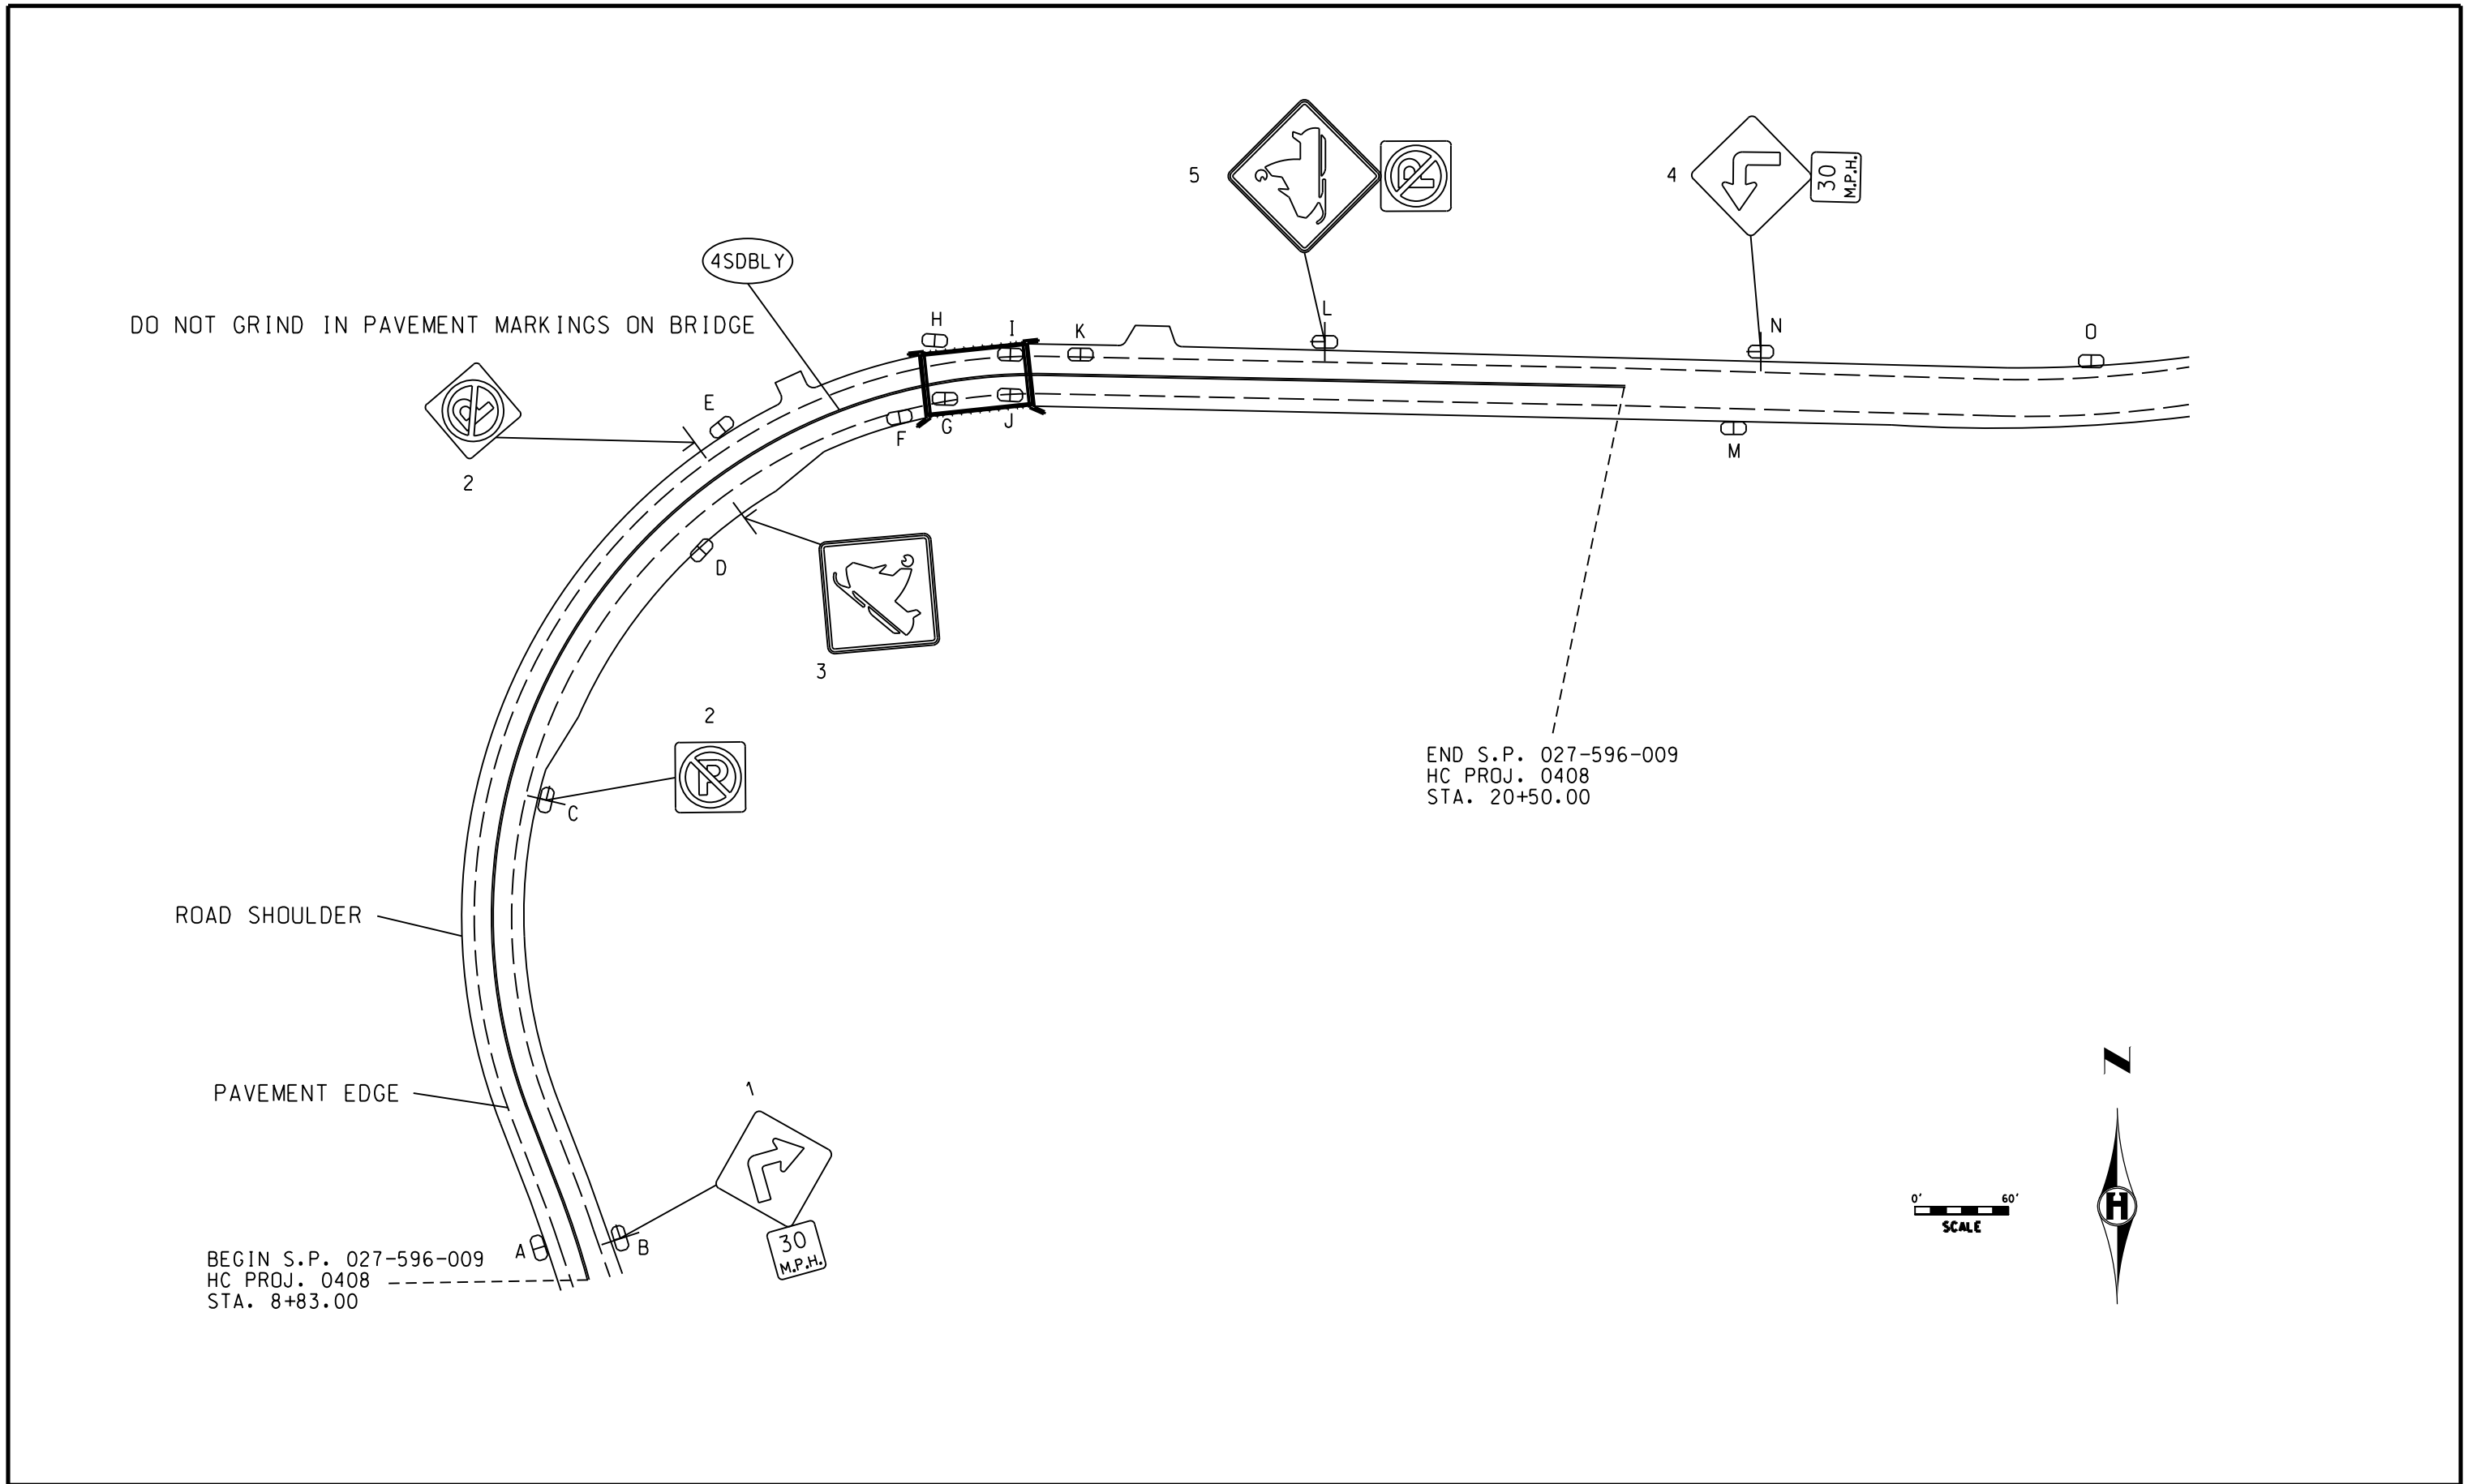 5
4
30
M.P.H.
P
4SDBLY
DO NOT GRIND IN PAVEMENT MARKINGS ON BRIDGE
H
I
K
L
N
O
E
F
G
J
M
P
2
D
3
2
P
C
END S.P. 027-596-009
HC PROJ. 0408
STA. 20+50.00
ROAD SHOULDER
PAVEMENT EDGE
1
30
M.P.H.
A
B
BEGIN S.P. 027-596-009
HC PROJ. 0408
STA. 8+83.00
N
H
0' 60'
SCALE